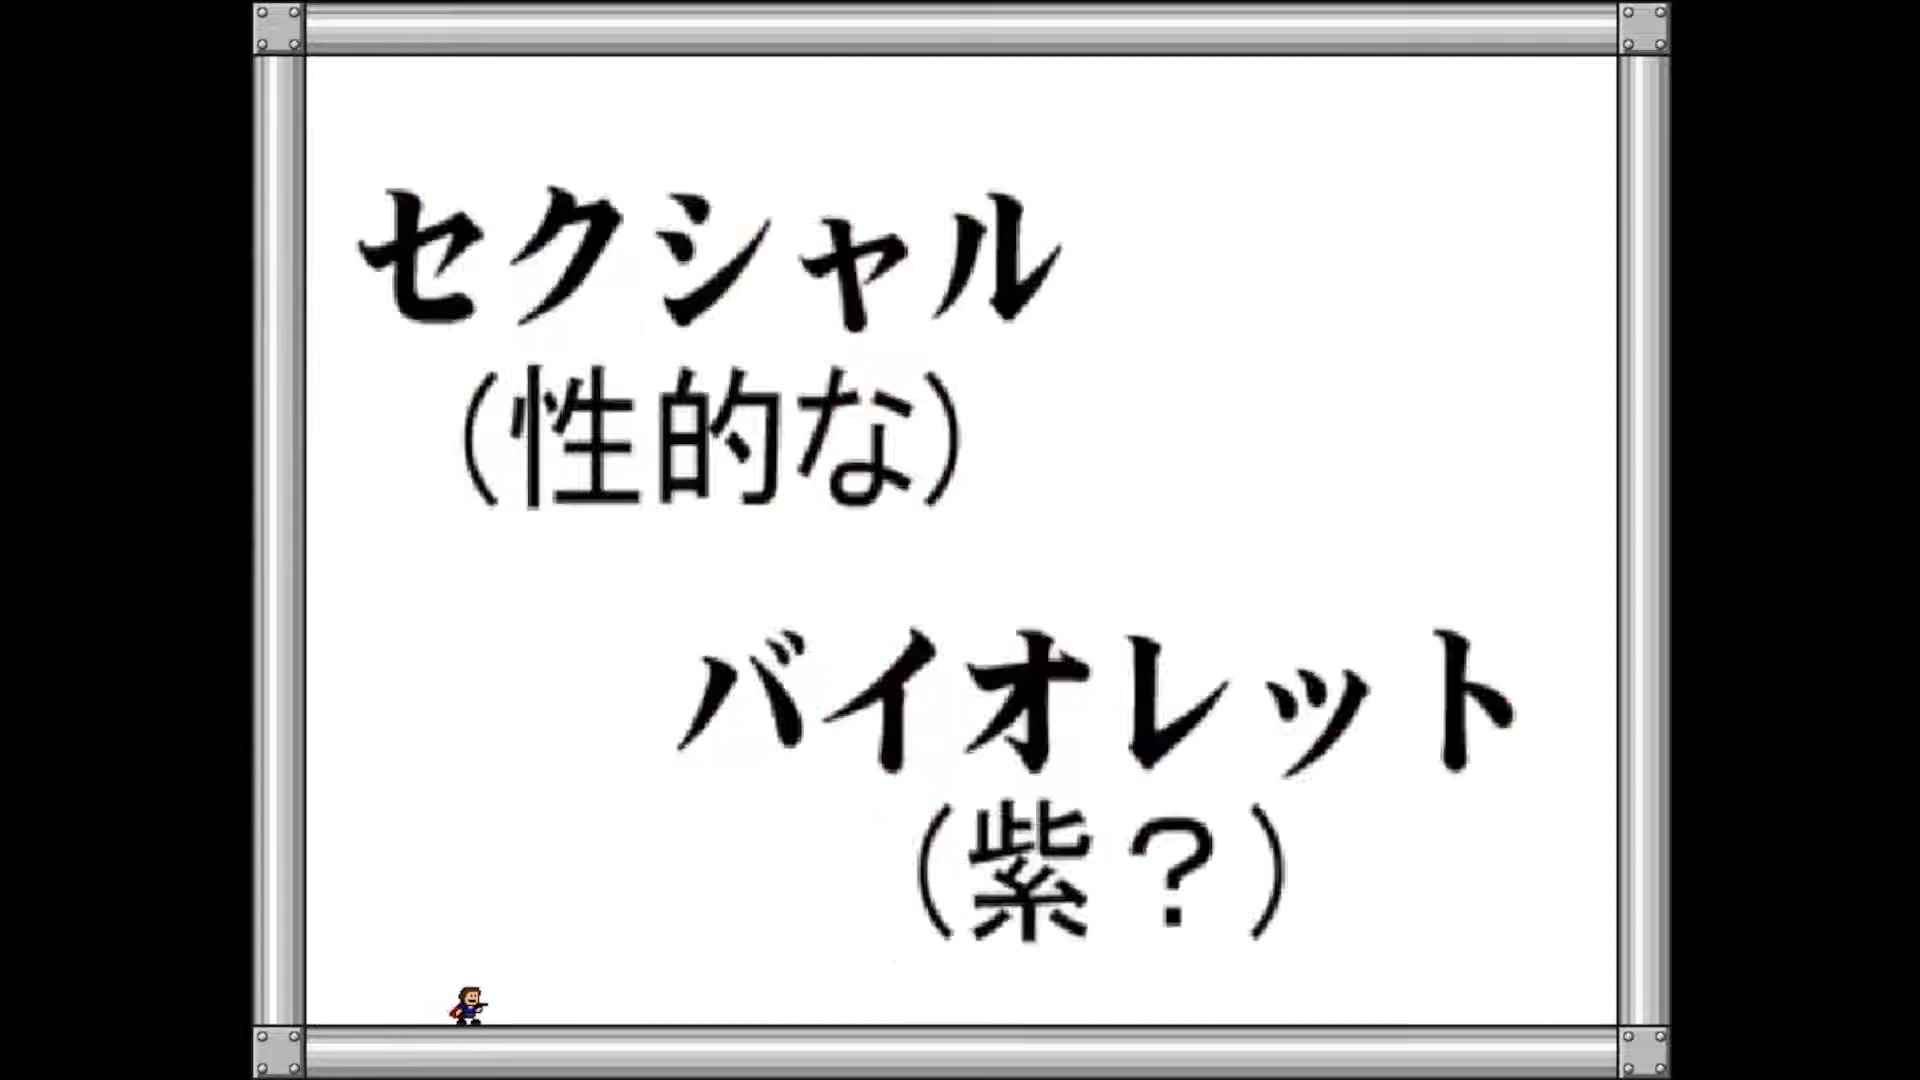 セクシャル
（性的な）
バイオレット
（紫？）